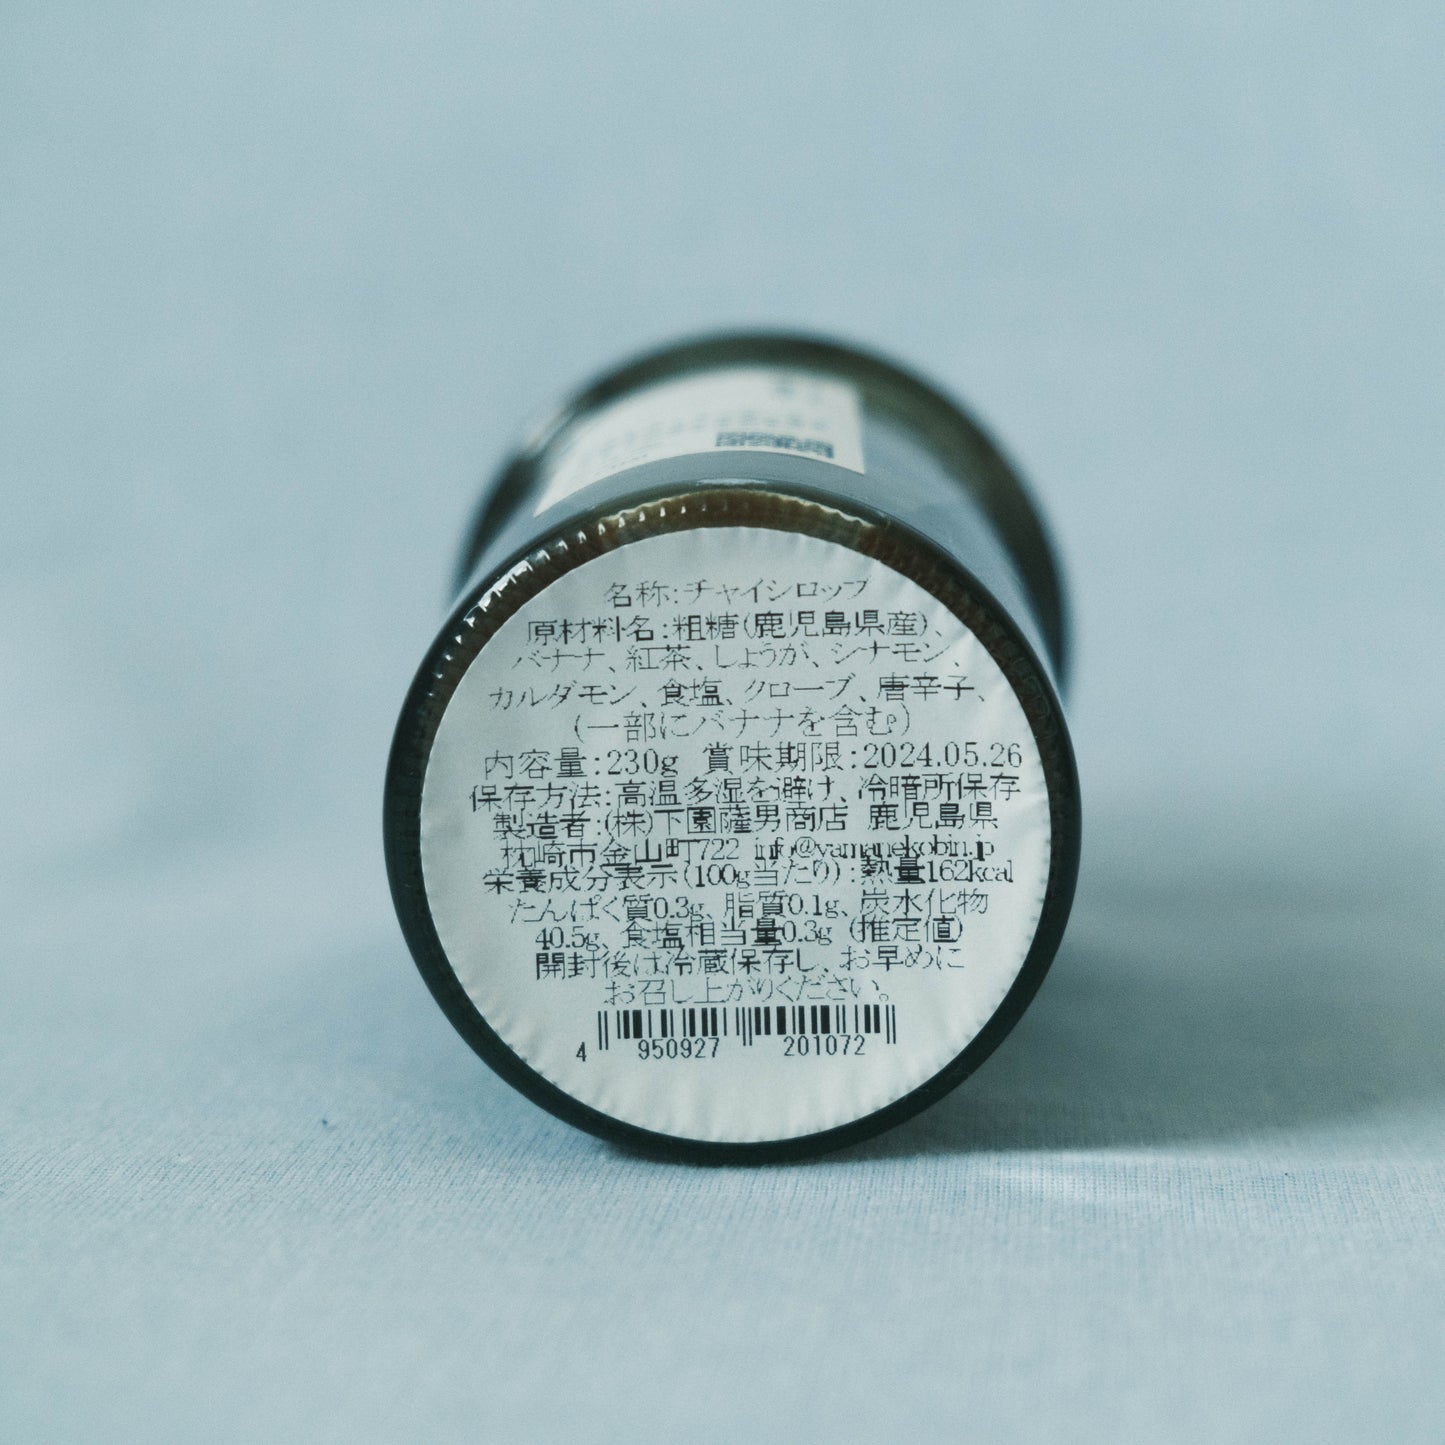 名称:チャイシロップ
原材料名:粗糖(鹿児島県産)、
バナナ、紅茶、しょうが、シナモン、
カルダモン、食塩、クローブ、唐辛子、
(一部にバナナを含む)
内容量:230g 賞味期限:2024.05.26
保存方法:高温多湿を避け、冷暗所保存
製造者:(株)下園薩男商店 鹿児島県
枕崎市金山町722 info@yamanekobin.jp
栄養成分表示(100g当たり):熱量162kcal
たんぱく質0.3g、脂質0.1g、炭水化物
40.5g、食塩相当量0.3g (推定値)
開封後は冷蔵保存し、お早めに
お召し上がりください。
4 950927 201072